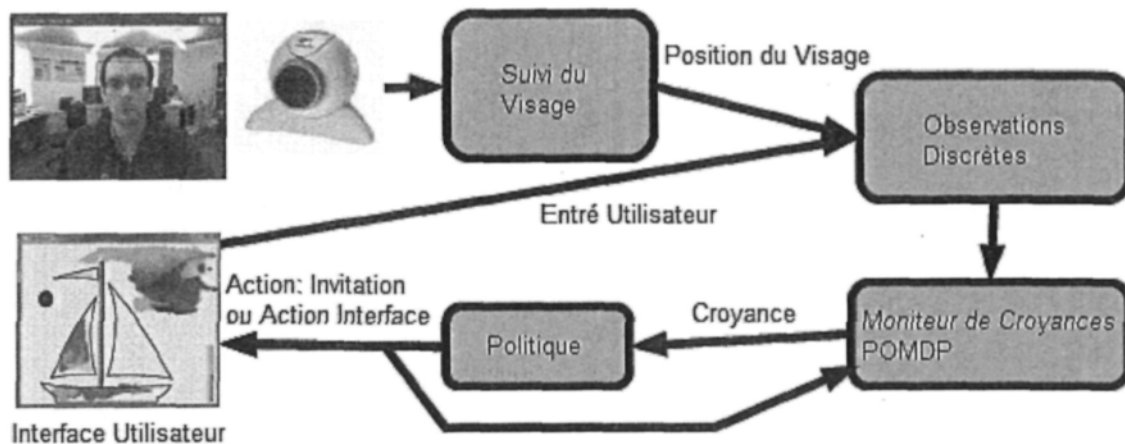 Suivi du
Visage
Position du Visage
Observations
Discrètes
Entré Utilisateur
Action: Invitation
ou Action Interface
Politique
Croyance
Moniteur de Croyances
POMDP
Interface Utilisateur